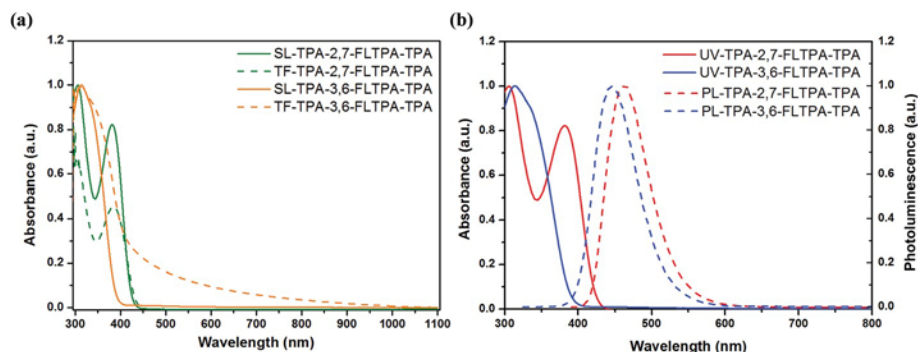 (a)
SL-TPA-2,7-FLTPA-TPA
TF-TPA-2,7-FLTPA-TPA
SL-TPA-3,6-FLTPA-TPA
TF-TPA-3,6-FLTPA-TPA
Absorbance (a.u.)
1.2
1.0
0.8
0.6
0.4
0.2
0.0
300 400 500 600 700 800 900 1000 1100
Wavelength (nm)
(b)
UV-TPA-2,7-FLTPA-TPA
UV-TPA-3,6-FLTPA-TPA
PL-TPA-2,7-FLTPA-TPA
PL-TPA-3,6-FLTPA-TPA
Absorbance (a.u.)
1.2
1.0
0.8
0.6
0.4
0.2
0.0
300 400 500 600 700 800
Wavelength (nm)
1.2
1.0
0.8
0.6
0.4
0.2
0.0
Photoluminescence (a.u.)